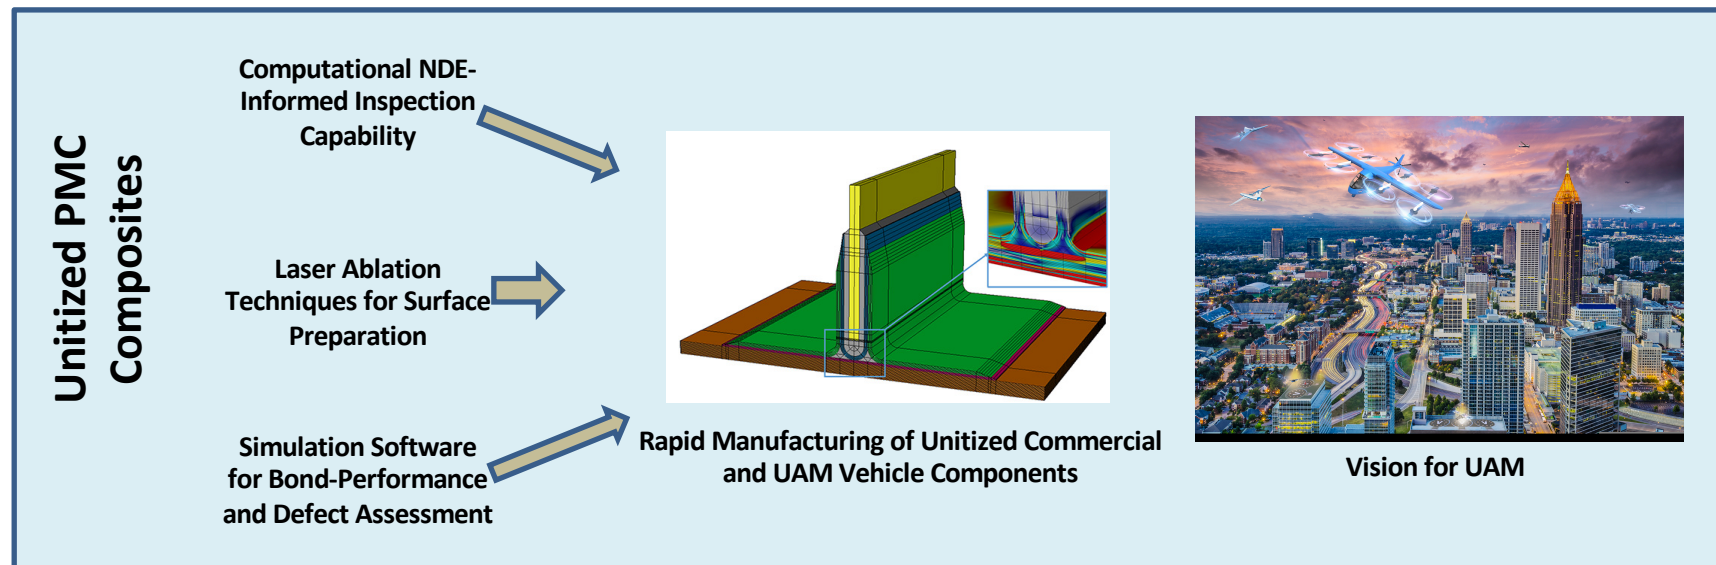 Unitized PMC
Composites
Computational NDE-
Informed Inspection
Capability
Laser Ablation
Techniques for Surface
Preparation
Simulation Software
for Bond-Performance
and Defect Assessment
Rapid Manufacturing of Unitized Commercial
and UAM Vehicle Components
Vision for UAM